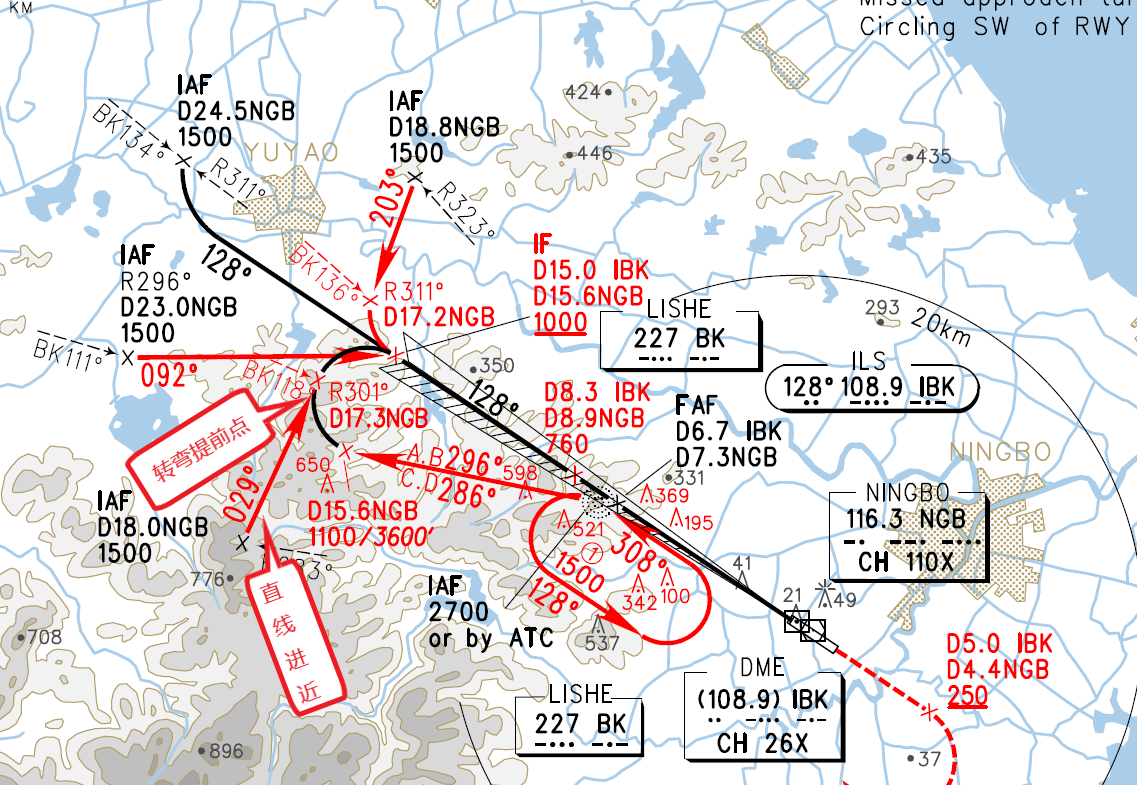 KM
Missed approach tur
Circling SW of RWY
IAF
D24.5NGB
1500
BK134°
R311°
YUYAO
IAF
D18.8NGB
1500
203°
R323°
424
446
435
128°
IAF
R296°
D23.0NGB
1500
BK111°
092°
BK136°
R311°
D17.2NGB
IF
D15.0 IBK
D15.6NGB
1000
LISHE
227 BK
293
20km
ILS
128° 108.9 IBK
BK118
R301°
D17.3NGB
350
128°
D8.3 IBK
D8.9NGB
760
FAF
D6.7 IBK
D7.3NGB
331
NINGBO
转弯提前点
A.B296°
C.D286°
598
650
D15.6NGB
1100/3600'
369
195
521
NINGBO
116.3 NGB
CH 110X
IAF
D18.0NGB
1500
029°
776
708
896
直线进近
IAF
2700
or by ATC
①
1500
128°
308°
342
100
537
41
21
49
D5.0 IBK
D4.4NGB
250
37
LISHE
227 BK
DME
(108.9) IBK
CH 26X